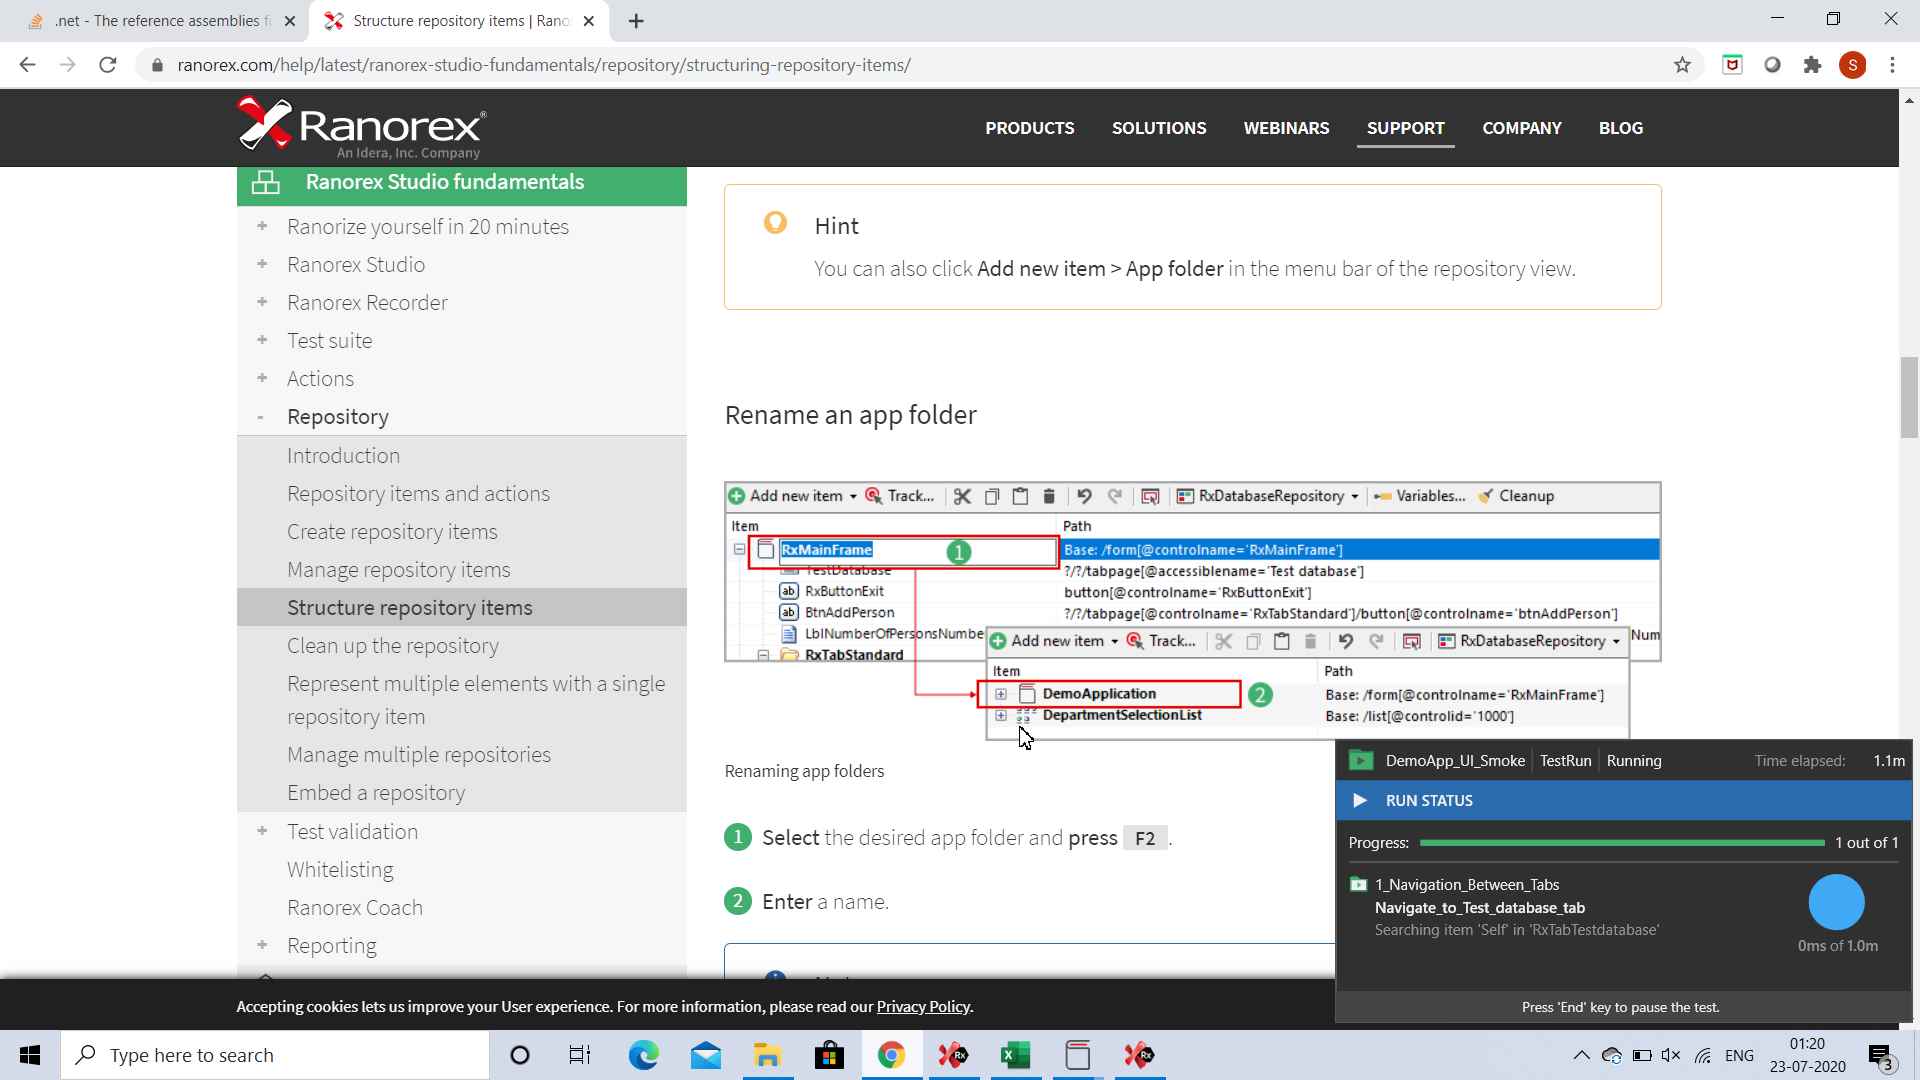 .net - The reference assemblies f
Structure repository items | Rano
ranorex.com/help/latest/ranorex-studio-fundamentals/repository/structuring-repository-items/
S
Ranorex®
An Idera, Inc. Company
PRODUCTS
SOLUTIONS
WEBINARS
SUPPORT
COMPANY
BLOG
Ranorex Studio fundamentals
+ Ranorize yourself in 20 minutes
+ Ranorex Studio
+ Ranorex Recorder
+ Test suite
+ Actions
- Repository
Introduction
Repository items and actions
Create repository items
Manage repository items
Structure repository items
Clean up the repository
Represent multiple elements with a single
repository item
Manage multiple repositories
Embed a repository
+ Test validation
Whitelisting
Ranorex Coach
+ Reporting
Hint
You can also click Add new item > App folder in the menu bar of the repository view.
Rename an app folder
Add new item Track... RxDatabaseRepository Variables... Cleanup
Item Path
RxMainFrame 1 Base: /form[@controlname='RxMainFrame']
TestDatabase ?/?/tabpage[@accessiblename='Test database']
ab RxButtonExit button[@controlname='RxButtonExit']
ab BtnAddPerson ?/?/tabpage[@controlname='RxTabStandard']/button[@controlname='btnAddPerson']
LblNumberOfPersonsNumbe Num
RxTabStandard
Add new item Track... RxDatabaseRepository
Item Path
DemoApplication 2 Base: /form[@controlname='RxMainFrame']
DepartmentSelectionList Base: /list[@controlid='1000']
Renaming app folders
1 Select the desired app folder and press F2 .
2 Enter a name.
DemoApp_UI_Smoke TestRun Running Time elapsed: 1.1m
RUN STATUS
Progress: 1 out of 1
1_Navigation_Between_Tabs
Navigate_to_Test_database_tab
Searching item 'Self' in 'RxTabTestdatabase'
0ms of 1.0m
Press 'End' key to pause the test.
Accepting cookies lets us improve your User experience. For more information, please read our Privacy Policy.
Type here to search
Rx
Rx
ENG
01:20
23-07-2020
3